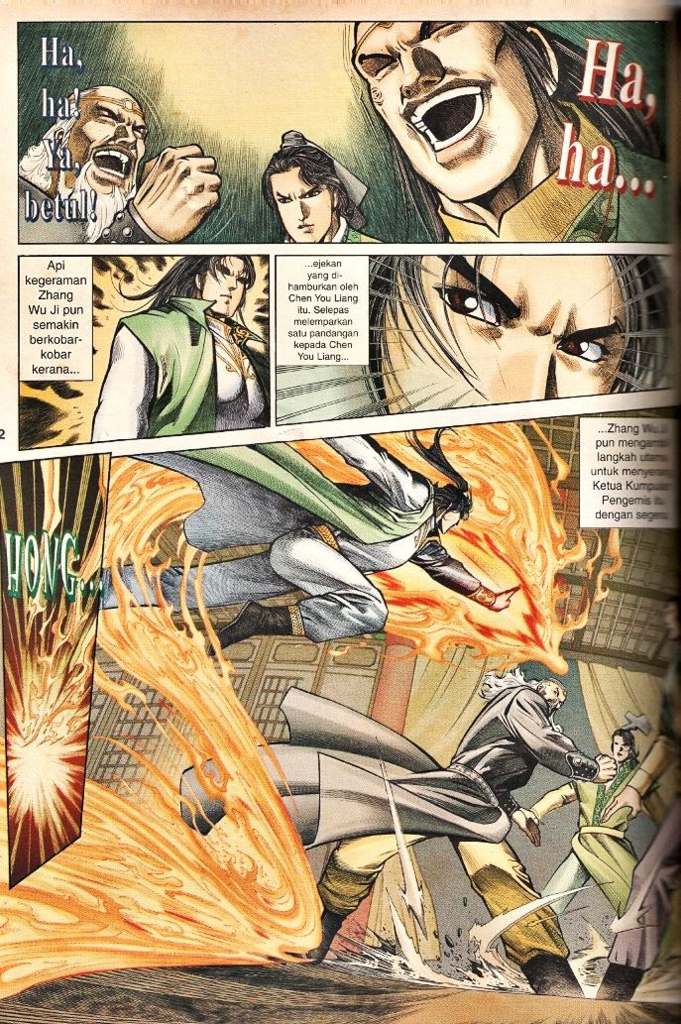 Ha,
ha!
Ya,
betul!
Ha,
ha...
Api
kegeraman
Zhang
Wu Ji pun
semakin
berkobar-
kobar
kerana...
...ejekan
yang di-
hamburkan oleh
Chen You Liang
itu. Selepas
melemparkan
satu pandangan
kepada Chen
You Liang...
2
...Zhang Wu Ji
pun mengambil
langkah utama
untuk menyerang
Ketua Kumpulan
Pengemis itu
dengan segera
HONG...